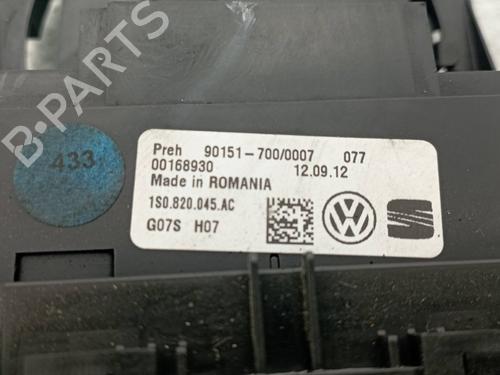 B-PARTS
433
Preh 90151-700/0007 077
00168930 12.09.12
Made in ROMANIA
1S0.820.045.AC
G07S H07